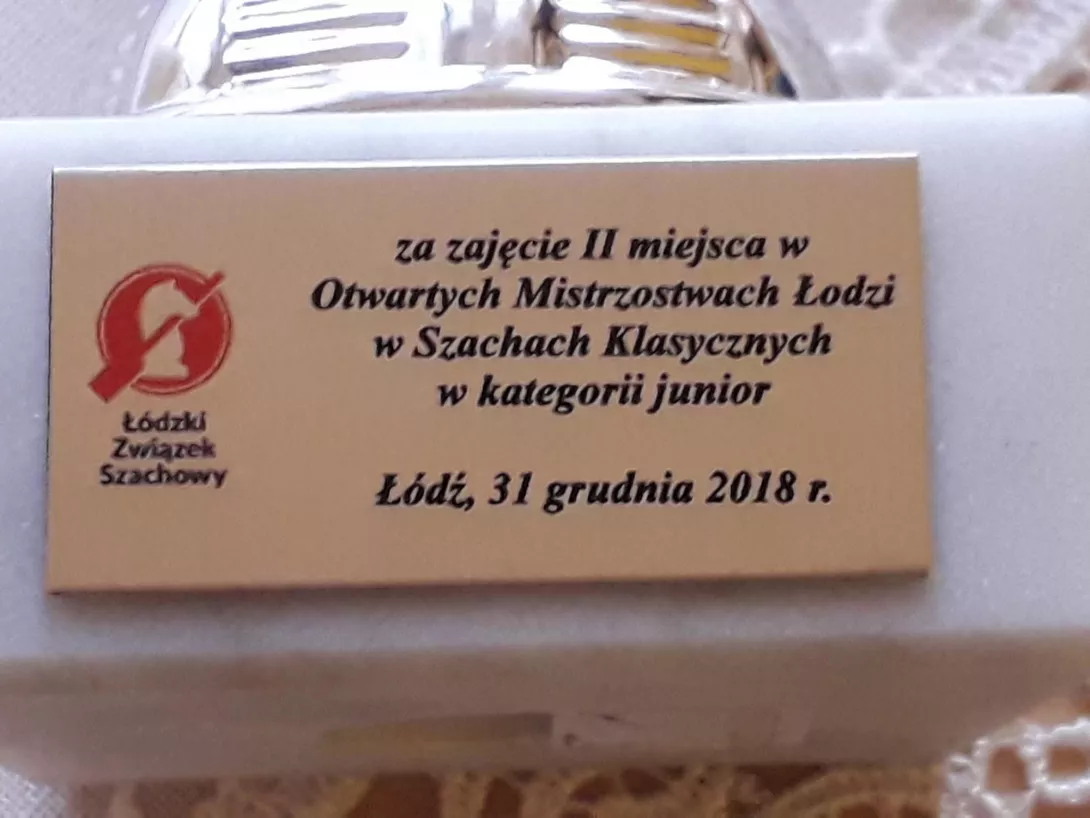 za zajęcie II miejsca w
Otwartych Mistrzostwach Łodzi
w Szachach Klasycznych
w kategorii junior
Łódź, 31 grudnia 2018 r.
Łódzki
Związek
Szachowy